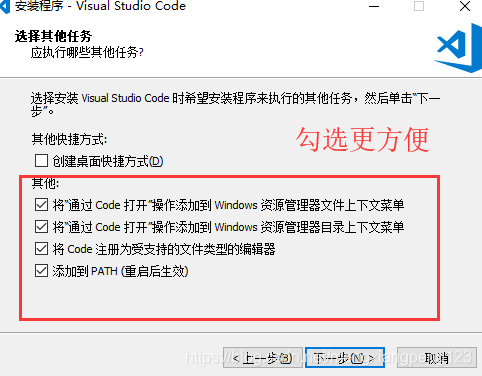 安装程序 - Visual Studio Code
选择其他任务
应执行哪些其他任务?
选择安装 Visual Studio Code 时希望安装程序来执行的其他任务，然后单击“下一
步”。
其他快捷方式:
勾选更方便
创建桌面快捷方式(D)
其他:
将“通过 Code 打开”操作添加到 Windows 资源管理器文件上下文菜单
将“通过 Code 打开”操作添加到 Windows 资源管理器目录上下文菜单
将 Code 注册为受支持的文件类型的编辑器
添加到 PATH (重启后生效)
< 上一步(B) 下一步(N) > 取消